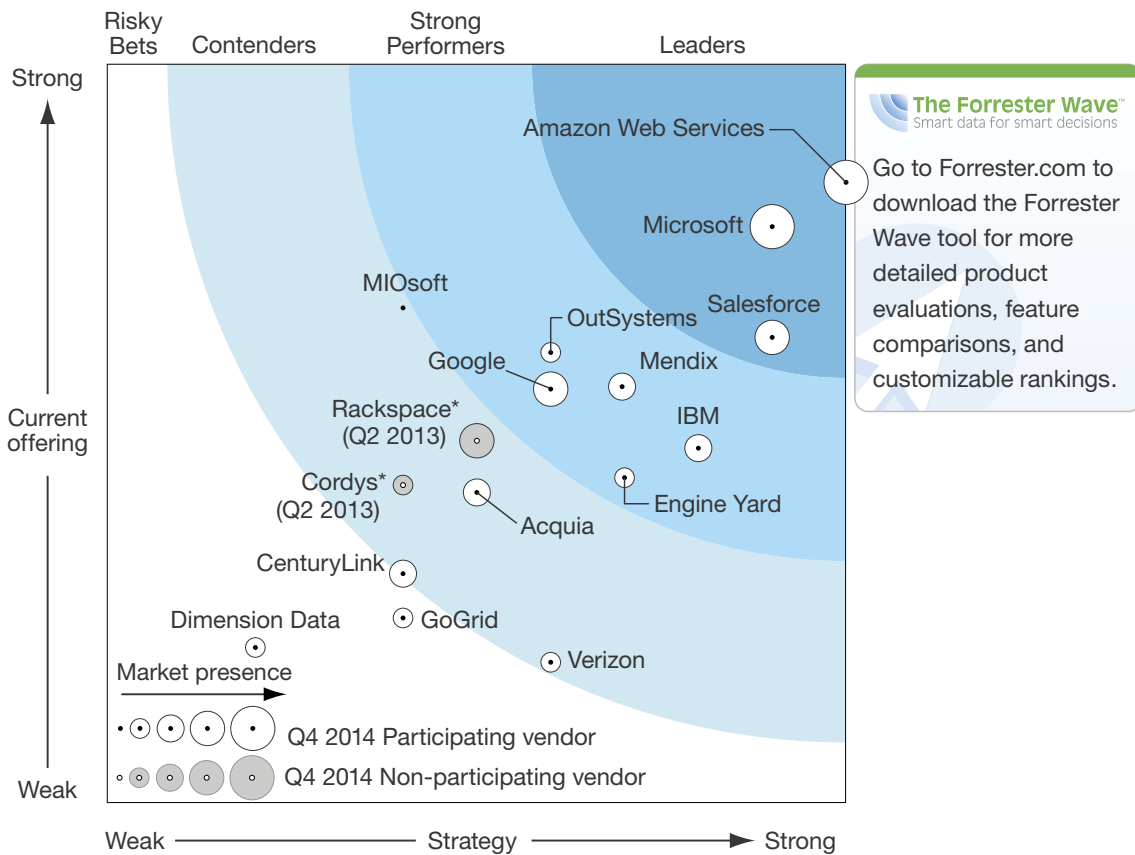 Risky
Bets
Contenders
Strong
Performers
Leaders
Strong
The Forrester Wave™
Smart data for smart decisions
Amazon Web Services
Go to Forrester.com to
download the Forrester
Wave tool for more
detailed product
evaluations, feature
comparisons, and
customizable rankings.
Microsoft
MIOsoft
Salesforce
OutSystems
Google
Mendix
Current
offering
Rackspace*
(Q2 2013)
IBM
Cordys*
(Q2 2013)
Engine Yard
Acquia
CenturyLink
Dimension Data
GoGrid
Verizon
Market presence
Q4 2014 Participating vendor
Q4 2014 Non-participating vendor
Weak
Weak
Strategy
Strong